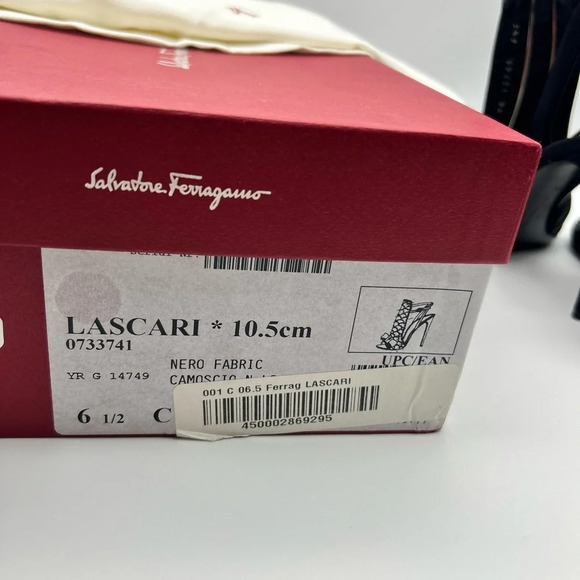 Salvatore Ferragamo
LASCARI * 10.5cm
0733741
UPC/EAN
NERO FABRIC
YR G 14749
CAMOSCIO
001 C 06.5 Ferrag LASCARI
6 1/2 C
450002869295